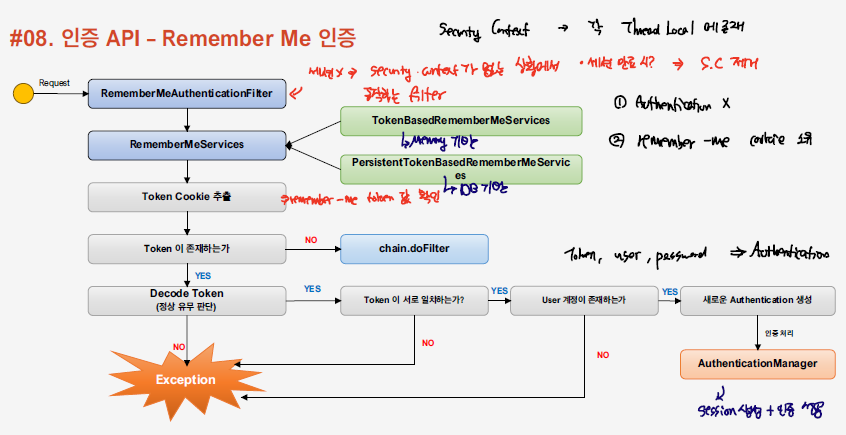 #08. 인증 API – Remember Me 인증
Security Context → 각 Thread Local 에 존재
Request
세션 X → Security Context 가 없는 상황에서 · 세션 만료 시? → S.C 제거
동작하는 filter
① Authentication X
② remember-me cookie
RememberMeAuthenticationFilter
RememberMeServices
TokenBasedRememberMeServices
Memory 기반
PersistentTokenBasedRememberMeServic
es
DB 기반
Token Cookie 추출
remember-me token 값 확인
Token 이 존재하는가
NO
chain.doFilter
Token, user, password ⇒ Authentication
YES
Decode Token
(정상 유무 판단)
YES
Token 이 서로 일치하는가?
YES
User 계정이 존재하는가
YES
새로운 Authentication 생성
NO
NO
NO
인증 처리
Exception
AuthenticationManager
Session 생성 + 인증